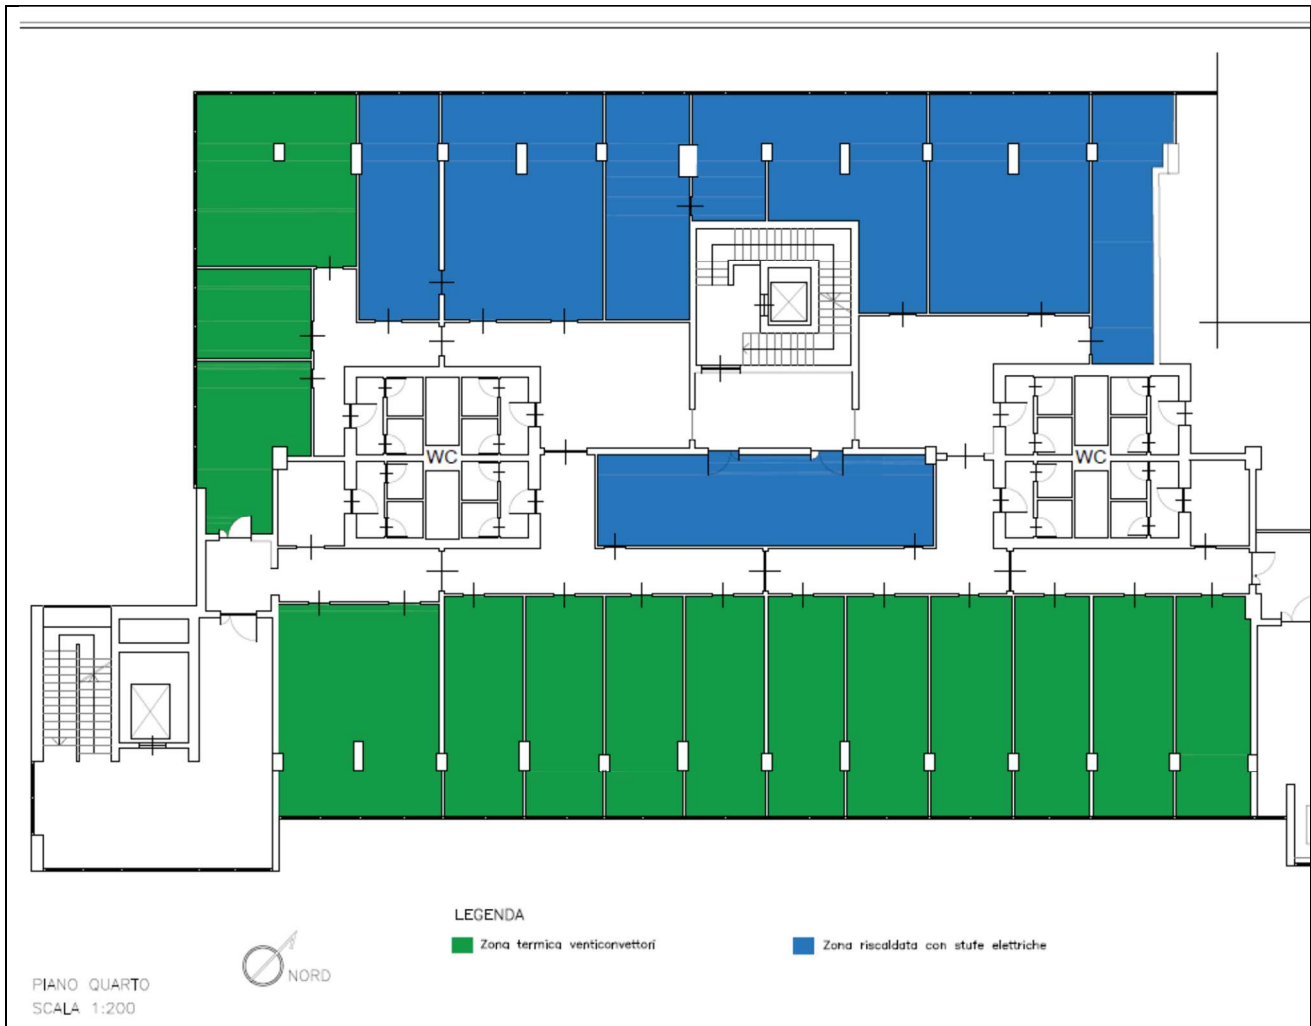 WC
WC
LEGENDA
Zona termica venticonvettori
Zona riscaldata con stufe elettriche
NORD
PIANO QUARTO
SCALA 1:200